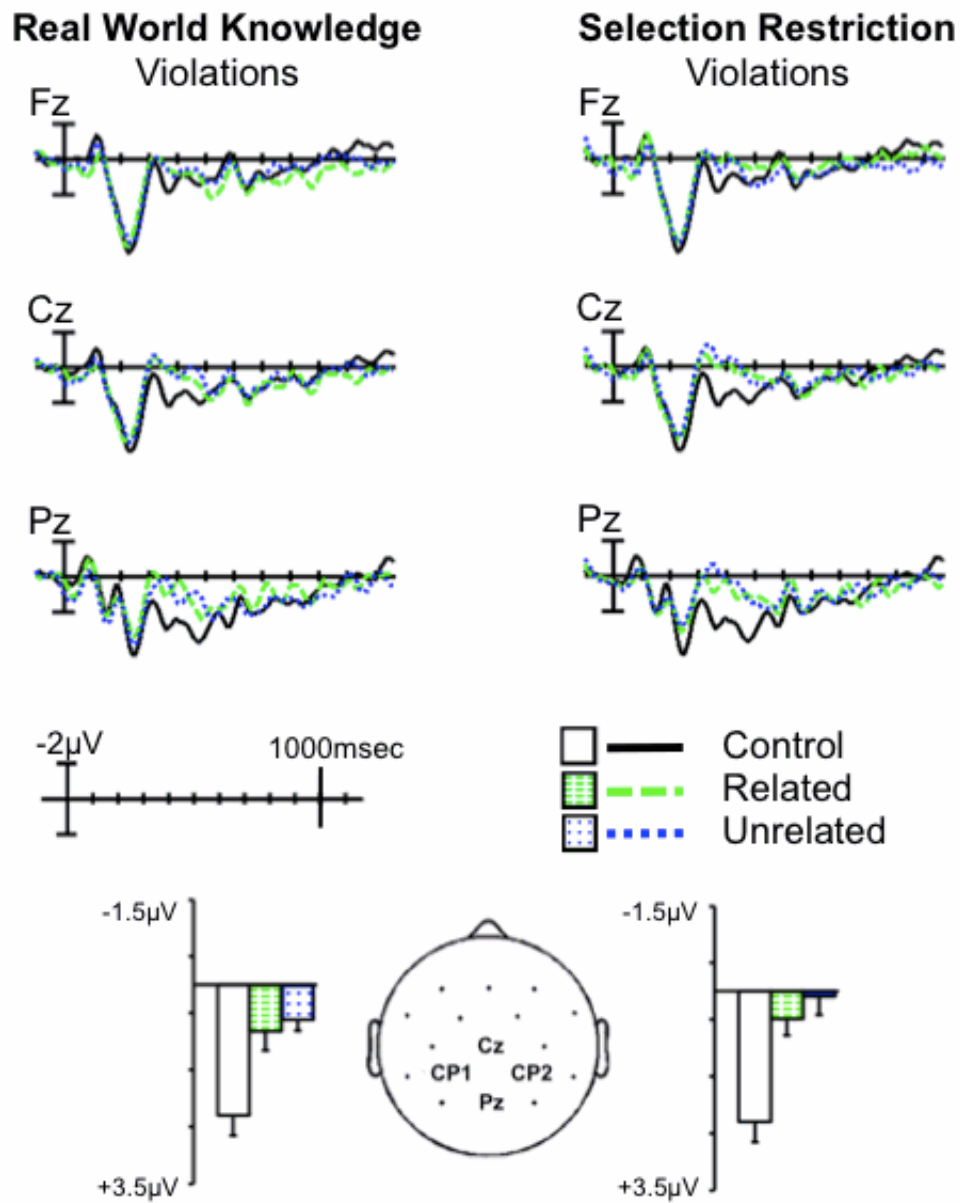 Real World Knowledge
Violations
Selection Restriction
Violations
Fz
Fz
Cz
Cz
Pz
Pz
-2µV
1000msec
Control
Related
Unrelated
-1.5µV
-1.5µV
Cz
CP1 CP2
Pz
+3.5µV
+3.5µV